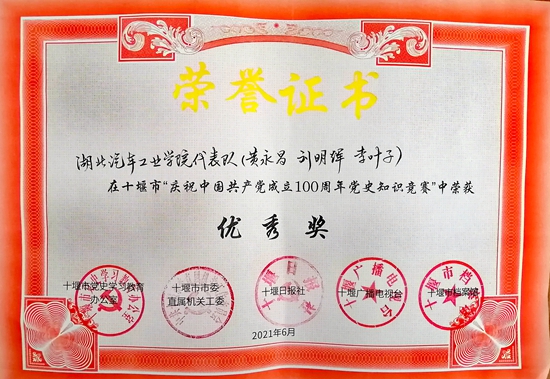 荣誉证书
湖北汽车工业学院代表队(黄永昌 刘明辉 李叶子)
在十堰市“庆祝中国共产党成立100周年党史知识竞赛”中荣获
优秀奖
十堰市党史学习教育
办公室
十堰市市委
直属机关工委
十堰日报社
十堰广播电视台
十堰市档案馆
2021年6月